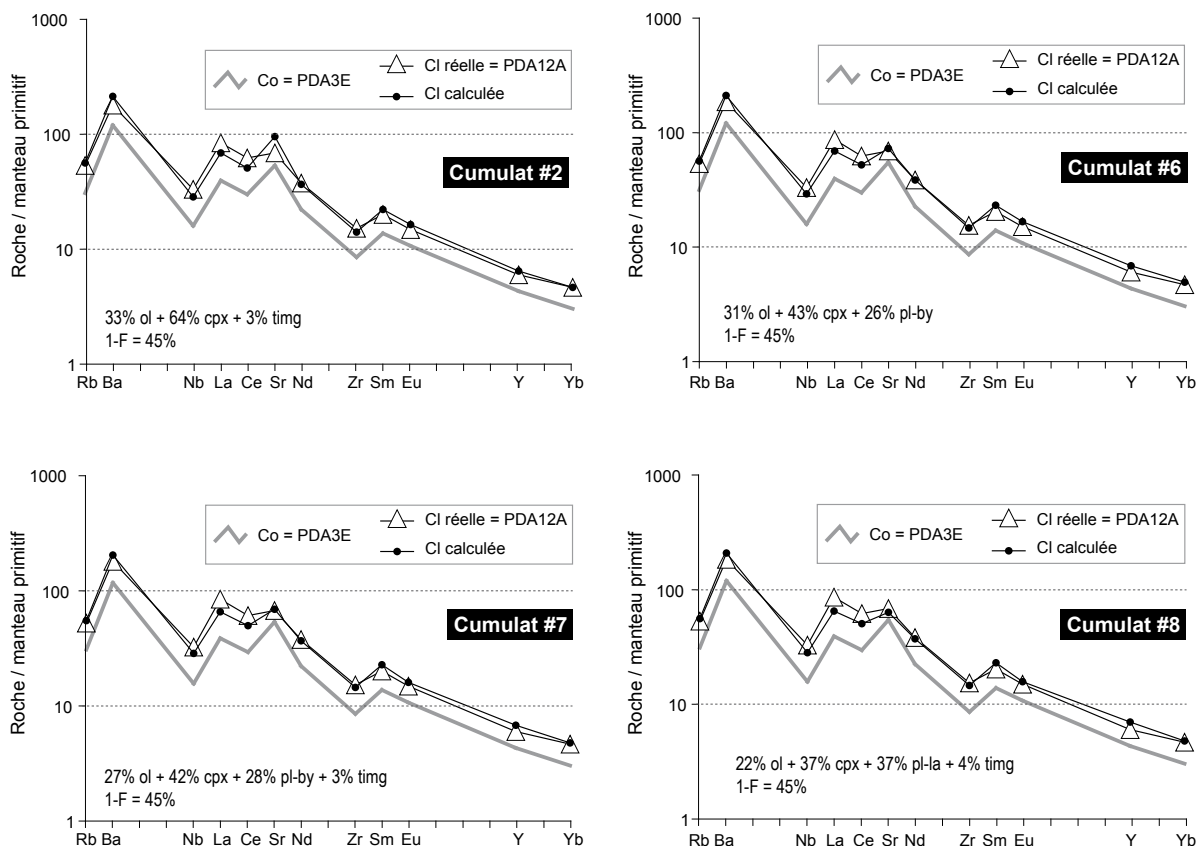 1000
100
10
1
Roche / manteau primitif
Co = PDA3E
Cl réelle = PDA12A
Cl calculée
Cumulat #2
33% ol + 64% cpx + 3% timg
1-F = 45%
Rb Ba Nb La Ce Sr Nd Zr Sm Eu Y Yb
1000
100
10
1
Roche / manteau primitif
Co = PDA3E
Cl réelle = PDA12A
Cl calculée
Cumulat #6
31% ol + 43% cpx + 26% pl-by
1-F = 45%
Rb Ba Nb La Ce Sr Nd Zr Sm Eu Y Yb
1000
100
10
1
Roche / manteau primitif
Co = PDA3E
Cl réelle = PDA12A
Cl calculée
Cumulat #7
27% ol + 42% cpx + 28% pl-by + 3% timg
1-F = 45%
Rb Ba Nb La Ce Sr Nd Zr Sm Eu Y Yb
1000
100
10
1
Roche / manteau primitif
Co = PDA3E
Cl réelle = PDA12A
Cl calculée
Cumulat #8
22% ol + 37% cpx + 37% pl-la + 4% timg
1-F = 45%
Rb Ba Nb La Ce Sr Nd Zr Sm Eu Y Yb